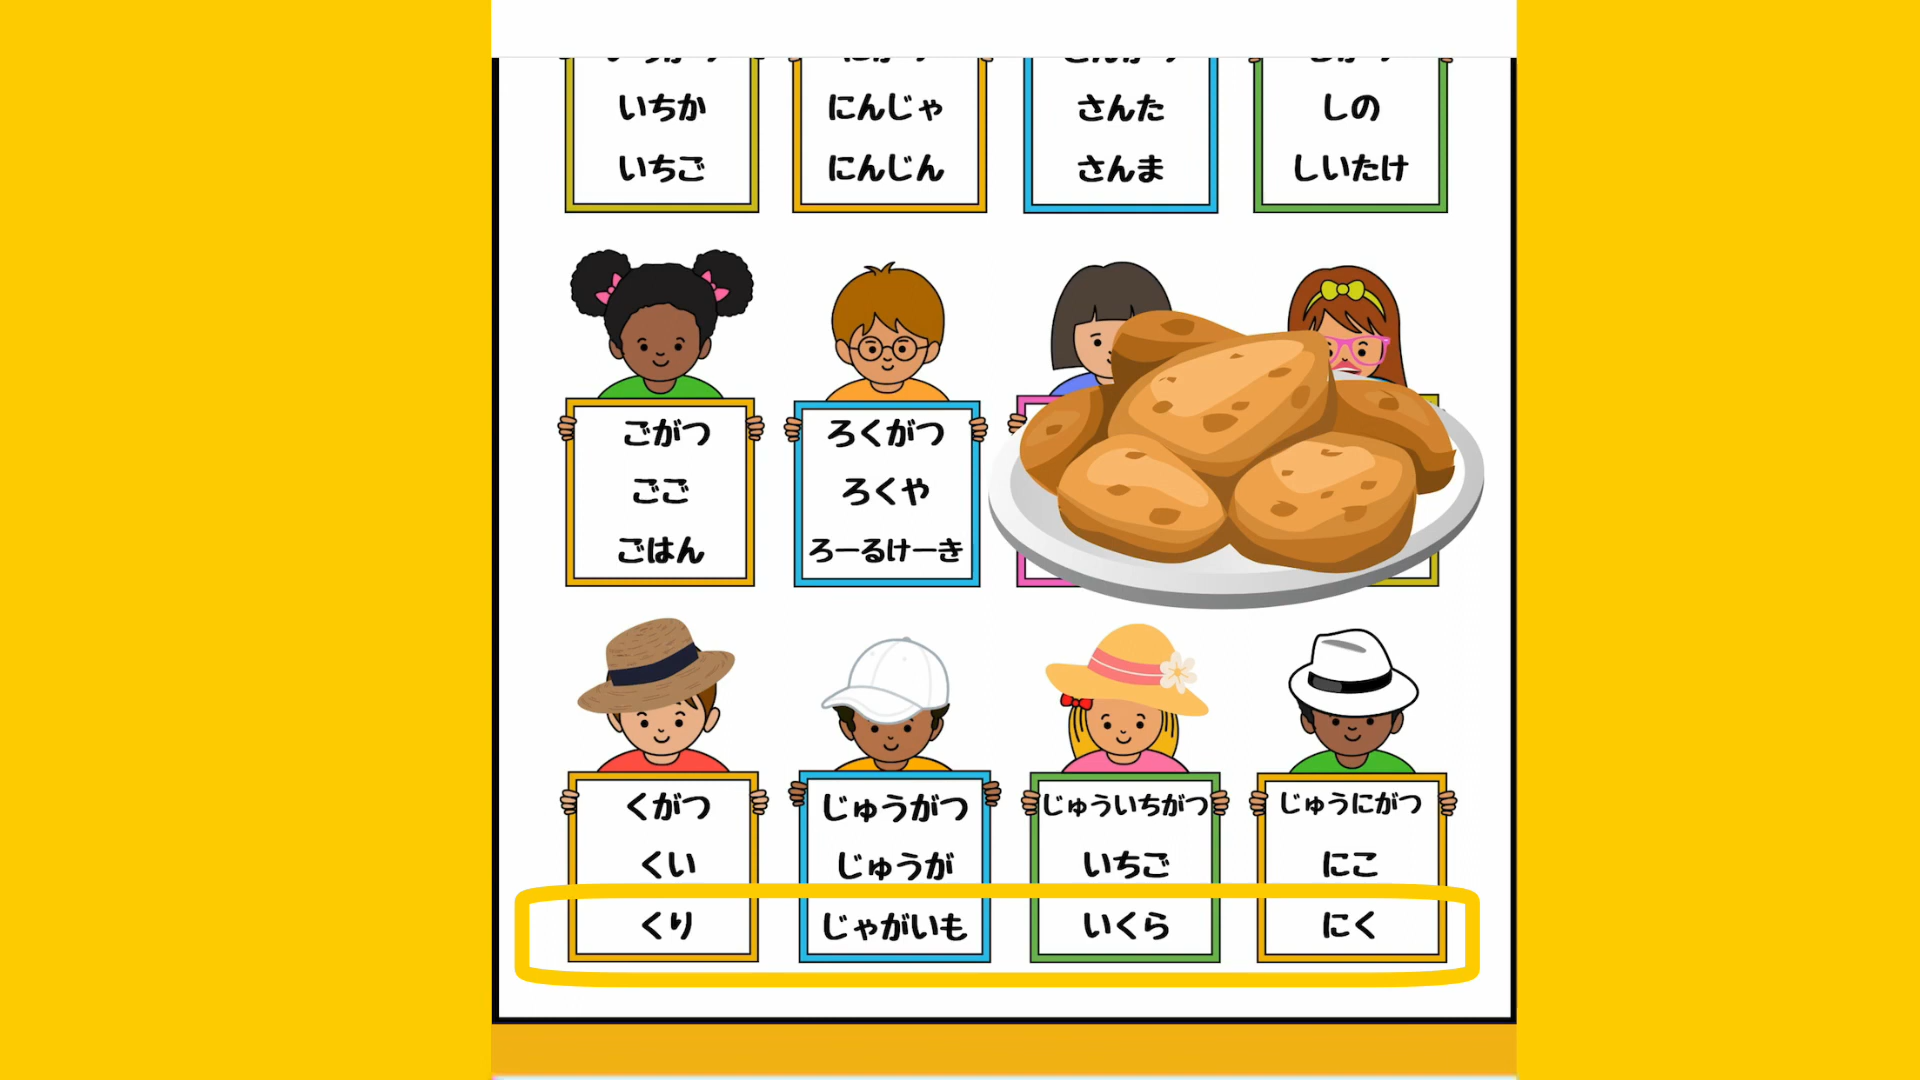 いちか
いちご
にんじゃ
にんじん
さんた
さんま
しの
しいたけ
ごがつ
ごご
ごはん
ろくがつ
ろくや
ろーるけーき
くがつ
くい
くり
じゅうがつ
じゅうが
じゃがいも
じゅういちがつ
いちご
いくら
じゅうにがつ
にこ
にく